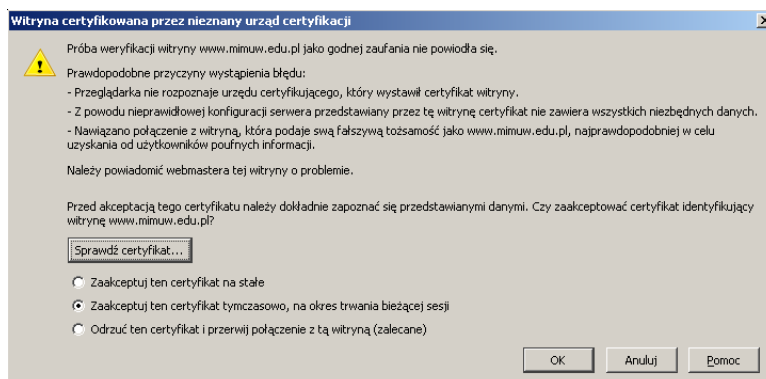 Witryna certyfikowana przez nieznany urząd certyfikacji
Próba weryfikacji witryny www.mimuw.edu.pl jako godnej zaufania nie powiodła się.
Prawdopodobne przyczyny wystąpienia błędu:
- Przeglądarka nie rozpoznaje urzędu certyfikującego, który wystawił certyfikat witryny.
- Z powodu nieprawidłowej konfiguracji serwera przedstawiany przez tę witrynę certyfikat nie zawiera wszystkich niezbędnych danych.
- Nawiązano połączenie z witryną, która podaje swą fałszywą tożsamość jako www.mimuw.edu.pl, najprawdopodobniej w celu
uzyskania od użytkowników poufnych informacji.
Należy powiadomić webmastera tej witryny o problemie.
Przed akceptacją tego certyfikatu należy dokładnie zapoznać się przedstawianymi danymi. Czy zaakceptować certyfikat identyfikujący
witrynę www.mimuw.edu.pl?
Sprawdź certyfikat...
Zaakceptuj ten certyfikat na stałe
Zaakceptuj ten certyfikat tymczasowo, na okres trwania bieżącej sesji
Odrzuć ten certyfikat i przerwij połączenie z tą witryną (zalecane)
OK Anuluj Pomoc